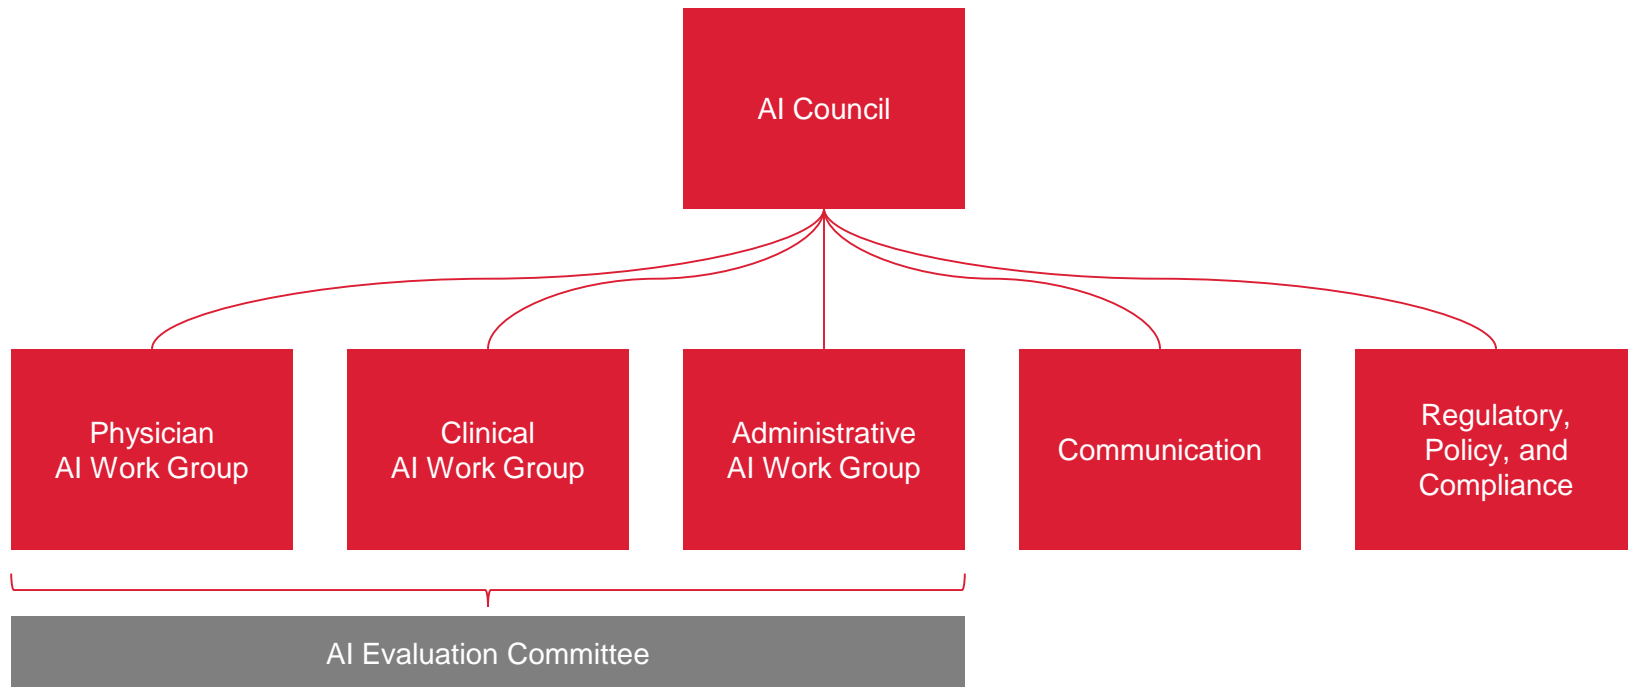 AI Council
Physician
AI Work Group
Clinical
AI Work Group
Administrative
AI Work Group
Communication
Regulatory,
Policy, and
Compliance
AI Evaluation Committee